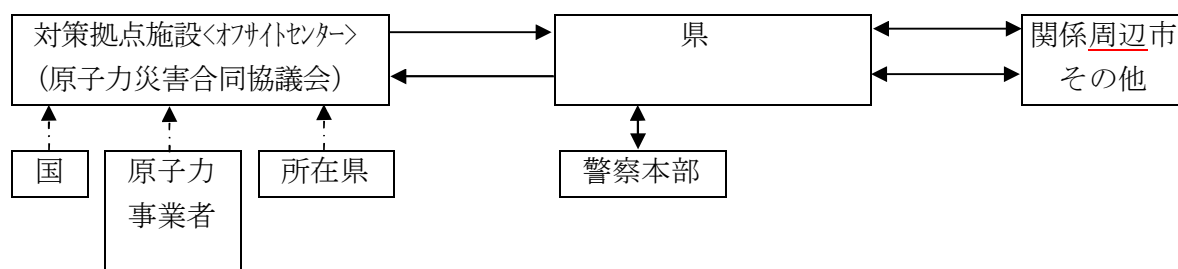 対策拠点施設<オフサイトセンター>
(原子力災害合同協議会)
県
関係周辺市
その他
国
原子力
事業者
所在県
警察本部